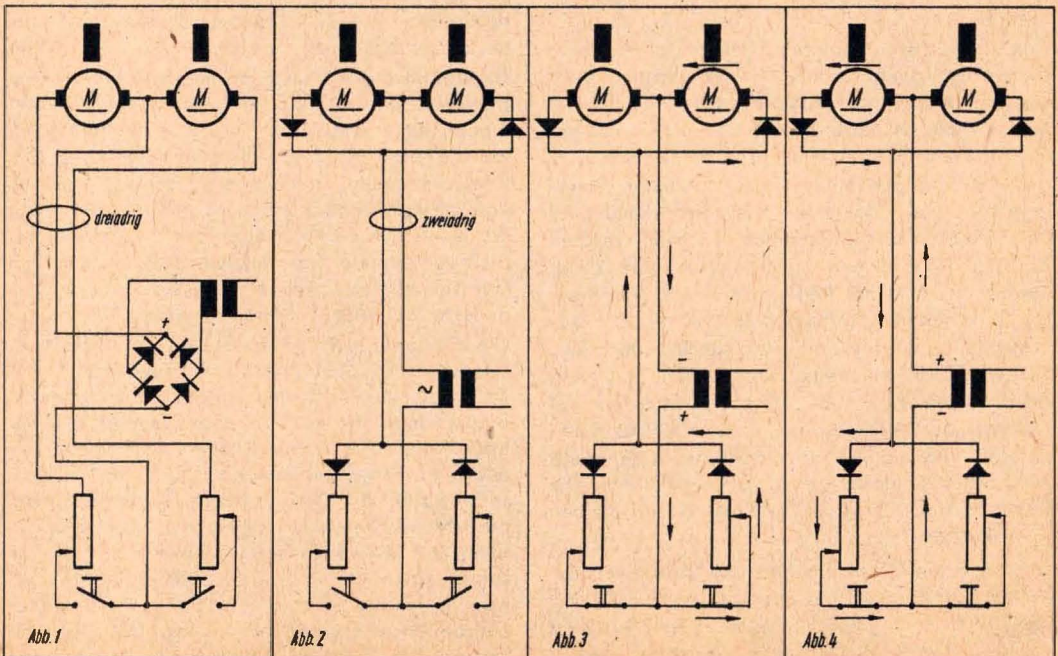 M M
dreiadrig
+
-
Abb. 1
M M
zweiadrig
~
Abb. 2
M M
-
+
Abb. 3
M M
+
-
Abb. 4